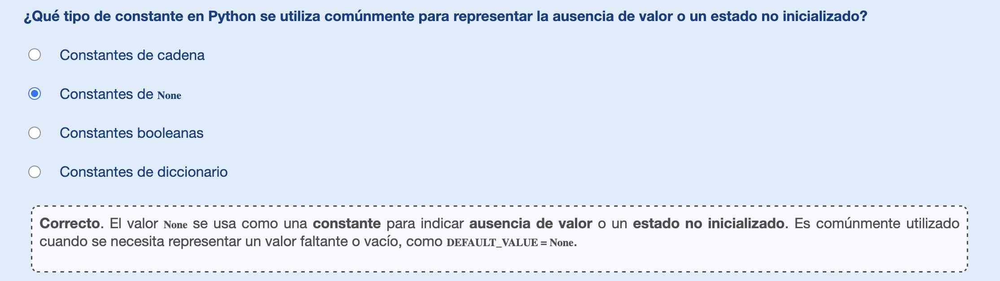 ¿Qué tipo de constante en Python se utiliza comúnmente para representar la ausencia de valor o un estado no inicializado?
Constantes de cadena
Constantes de None
Constantes booleanas
Constantes de diccionario
Correcto. El valor None se usa como una constante para indicar ausencia de valor o un estado no inicializado. Es comúnmente utilizado
cuando se necesita representar un valor faltante o vacío, como DEFAULT_VALUE = None.